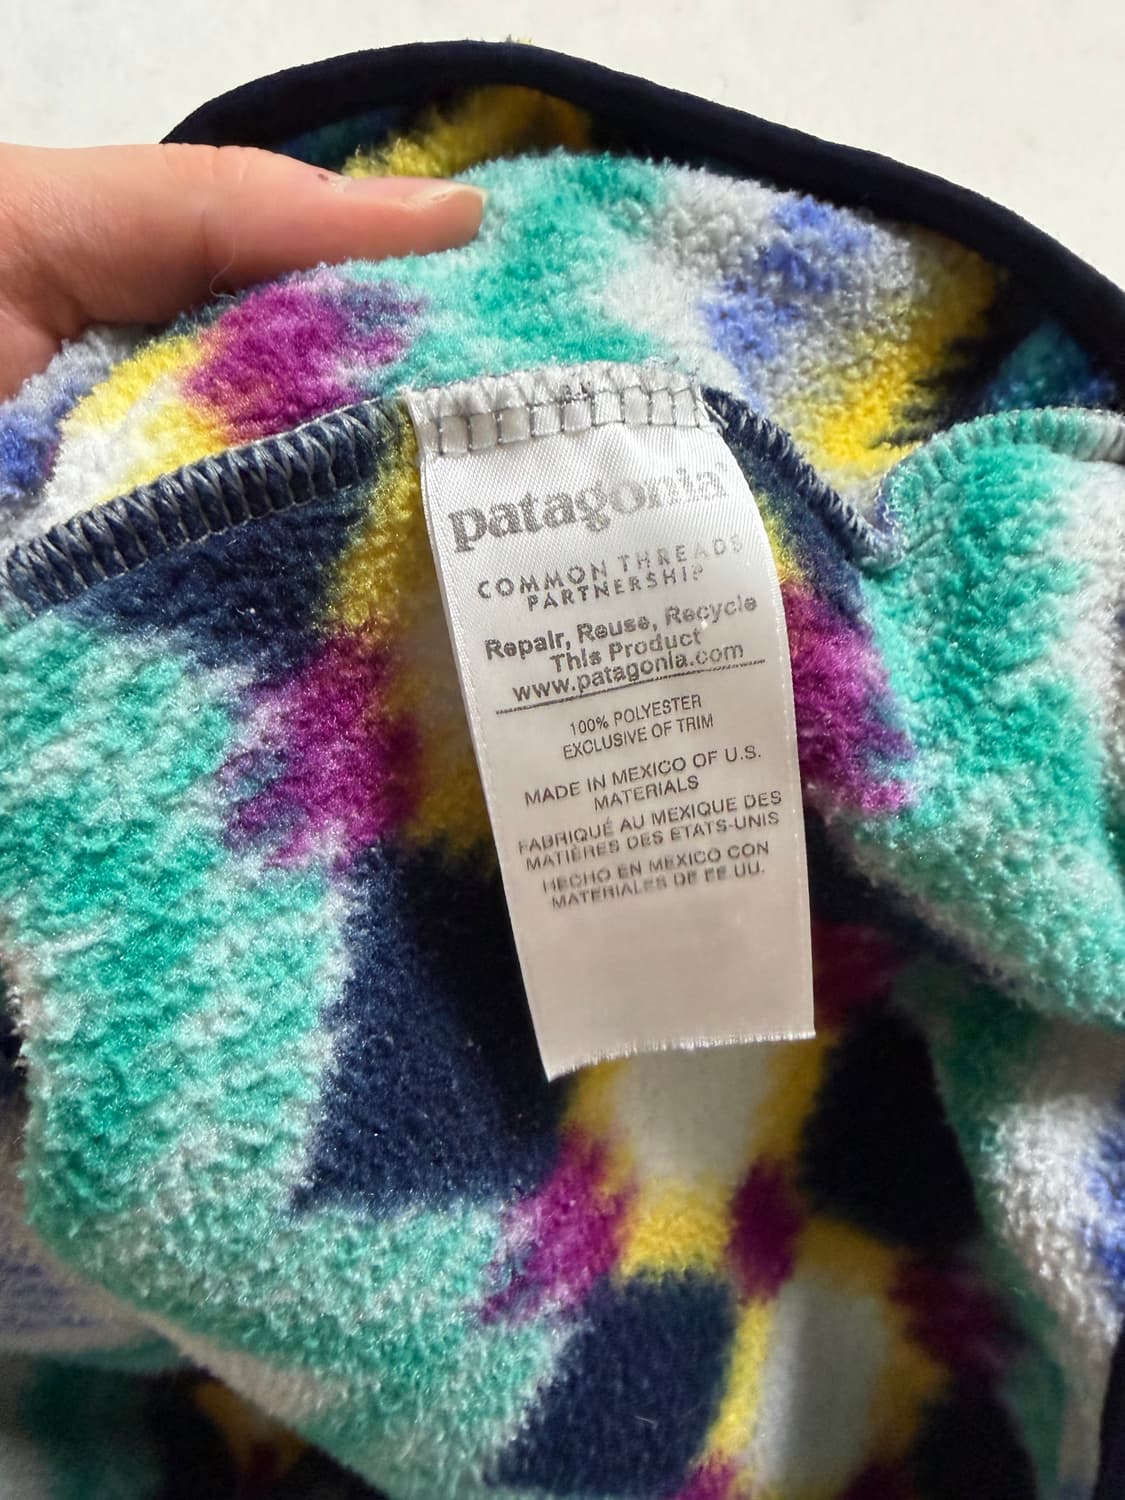 patagonia®
COMMON THREADS
PARTNERSHIP
Repair, Reuse, Recycle
This Product
www.patagonia.com
100% POLYESTER
EXCLUSIVE OF TRIM
MADE IN MEXICO OF U.S.
MATERIALS
FABRIQUÉ AU MEXIQUE DES
MATIÈRES DES ETATS-UNIS
HECHO EN MEXICO CON
MATERIALES DE EE.UU.